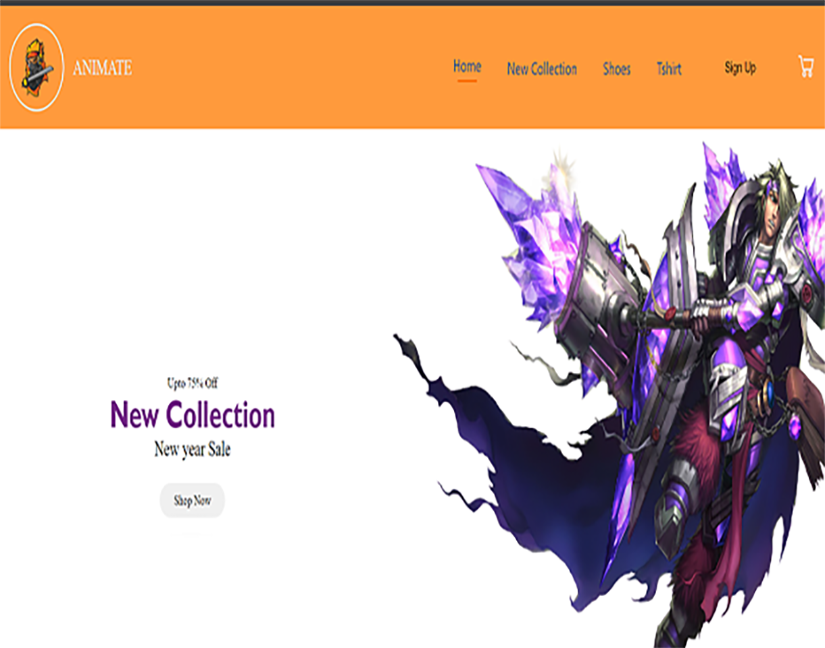 ANIMATE
Home New Collection Shoes Tshirt Sign Up
Upto 75% Off
New Collection
New year Sale
Shop Now